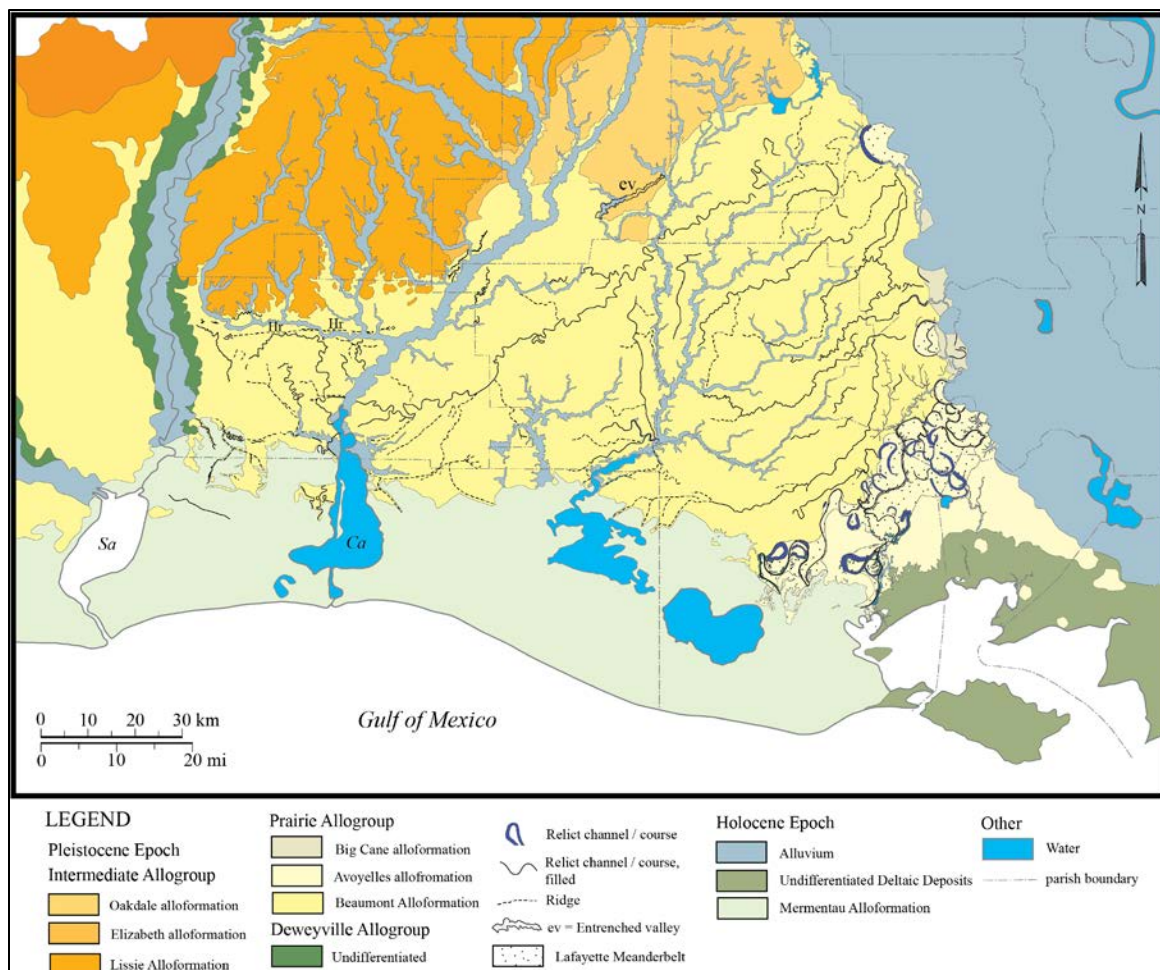 ev
N
Hr
Hr
Sa
Ca
0 10 20 30 km
0 10 20 mi
Gulf of Mexico
LEGEND
Pleistocene Epoch
Intermediate Allogroup
Oakdale alloformation
Elizabeth alloformation
Lissie Alloformation
Prairie Allogroup
Big Cane alloformation
Avoyelles allofromation
Beaumont Alloformation
Deweyville Allogroup
Undifferentiated
Relict channel / course
Relict channel / course,
filled
Ridge
ev = Entrenched valley
Lafayette Meanderbelt
Holocene Epoch
Alluvium
Undifferentiated Deltaic Deposits
Mermentau Alloformation
Other
Water
parish boundary